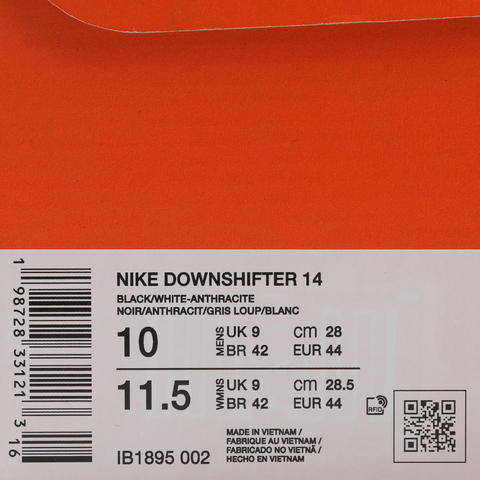 NIKE DOWNSHIFTER 14
BLACK/WHITE-ANTHRACITE
NOIR/ANTHRACIT/GRIS LOUP/BLANC
10 MENS UK 9 cm 28
BR 42 EUR 44
11.5 WMNS UK 9 cm 28.5
BR 42 EUR 44
RFID
MADE IN VIETNAM /
FABRIQUE AU VIETNAM /
FABRICADO NO VIETNÃ /
HECHO EN VIETNAM
IB1895 002
1 98728 33121 3 16